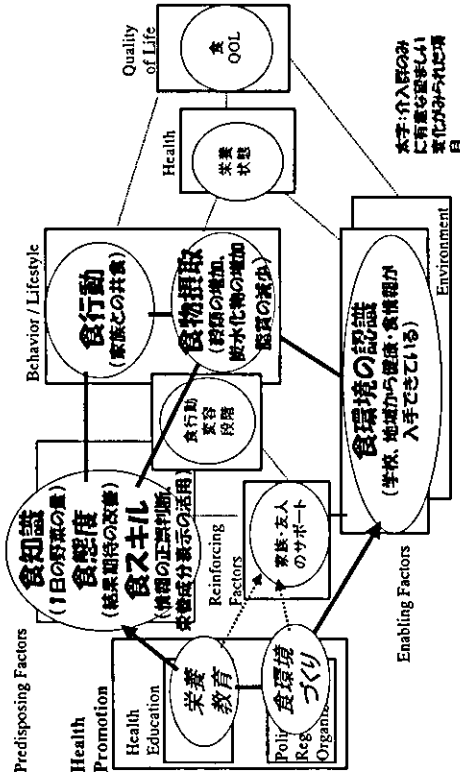 Predisposing Factors
Health
Promotion
Health
Education
栄養
教育
食環境
づくり
Organiz
食知識
(1日の野菜の量)
食態度
(結果期待の改善)
食スキル
(情報の正誤判断、
栄養成分表示の活用)
Reinforcing
Factors
家族・友人
のサポート
Enabling Factors
食行動
変容
段階
Behavior / Lifestyle
食行動
(家族との共食)
食物摂取
(穀類の増加、
炭水化物の増加
脂質の減少)
食環境の認識
(学校、地域から健康・食情報が
入手できている)
Environment
Health
栄養
状態
Quality
of Life
食
QOL
太字:介入群のみ
に有意な望ましい
変化がみられた項
目